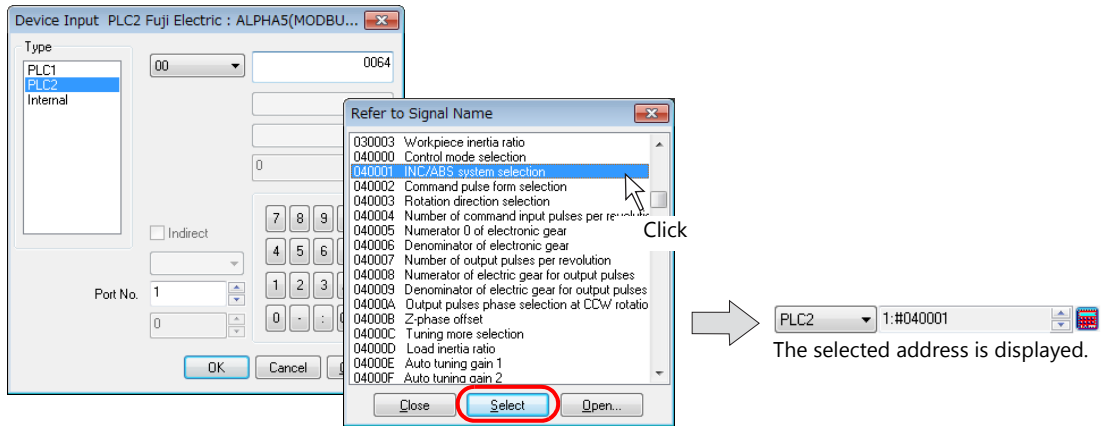 Device Input PLC2 Fuji Electric : ALPHA5(MODBU...
Type
PLC1
PLC2
Internal
00
0064
0
Indirect
Port No.
1
0
7
8
9
4
5
6
1
2
3
0
-
:
OK
Cancel
Refer to Signal Name
030003 Workpiece inertia ratio
040000 Control mode selection
040001 INC/ABS system selection
040002 Command pulse form selection
040003 Rotation direction selection
040004 Number of command input pulses per
040005 Numerator 0 of electronic gear
040006 Denominator of electronic gear
040007 Number of output pulses per revolution
040008 Numerator of electric gear for output pulses
040009 Denominator of electric gear for output pulses
04000A Output pulses phase selection at CCW rotatio
04000B Z-phase offset
04000C Tuning more selection
04000D Load inertia ratio
04000E Auto tuning gain 1
04000F Auto tuning gain 2
Close
Select
Open...
Click
PLC2
1:#040001
The selected address is displayed.